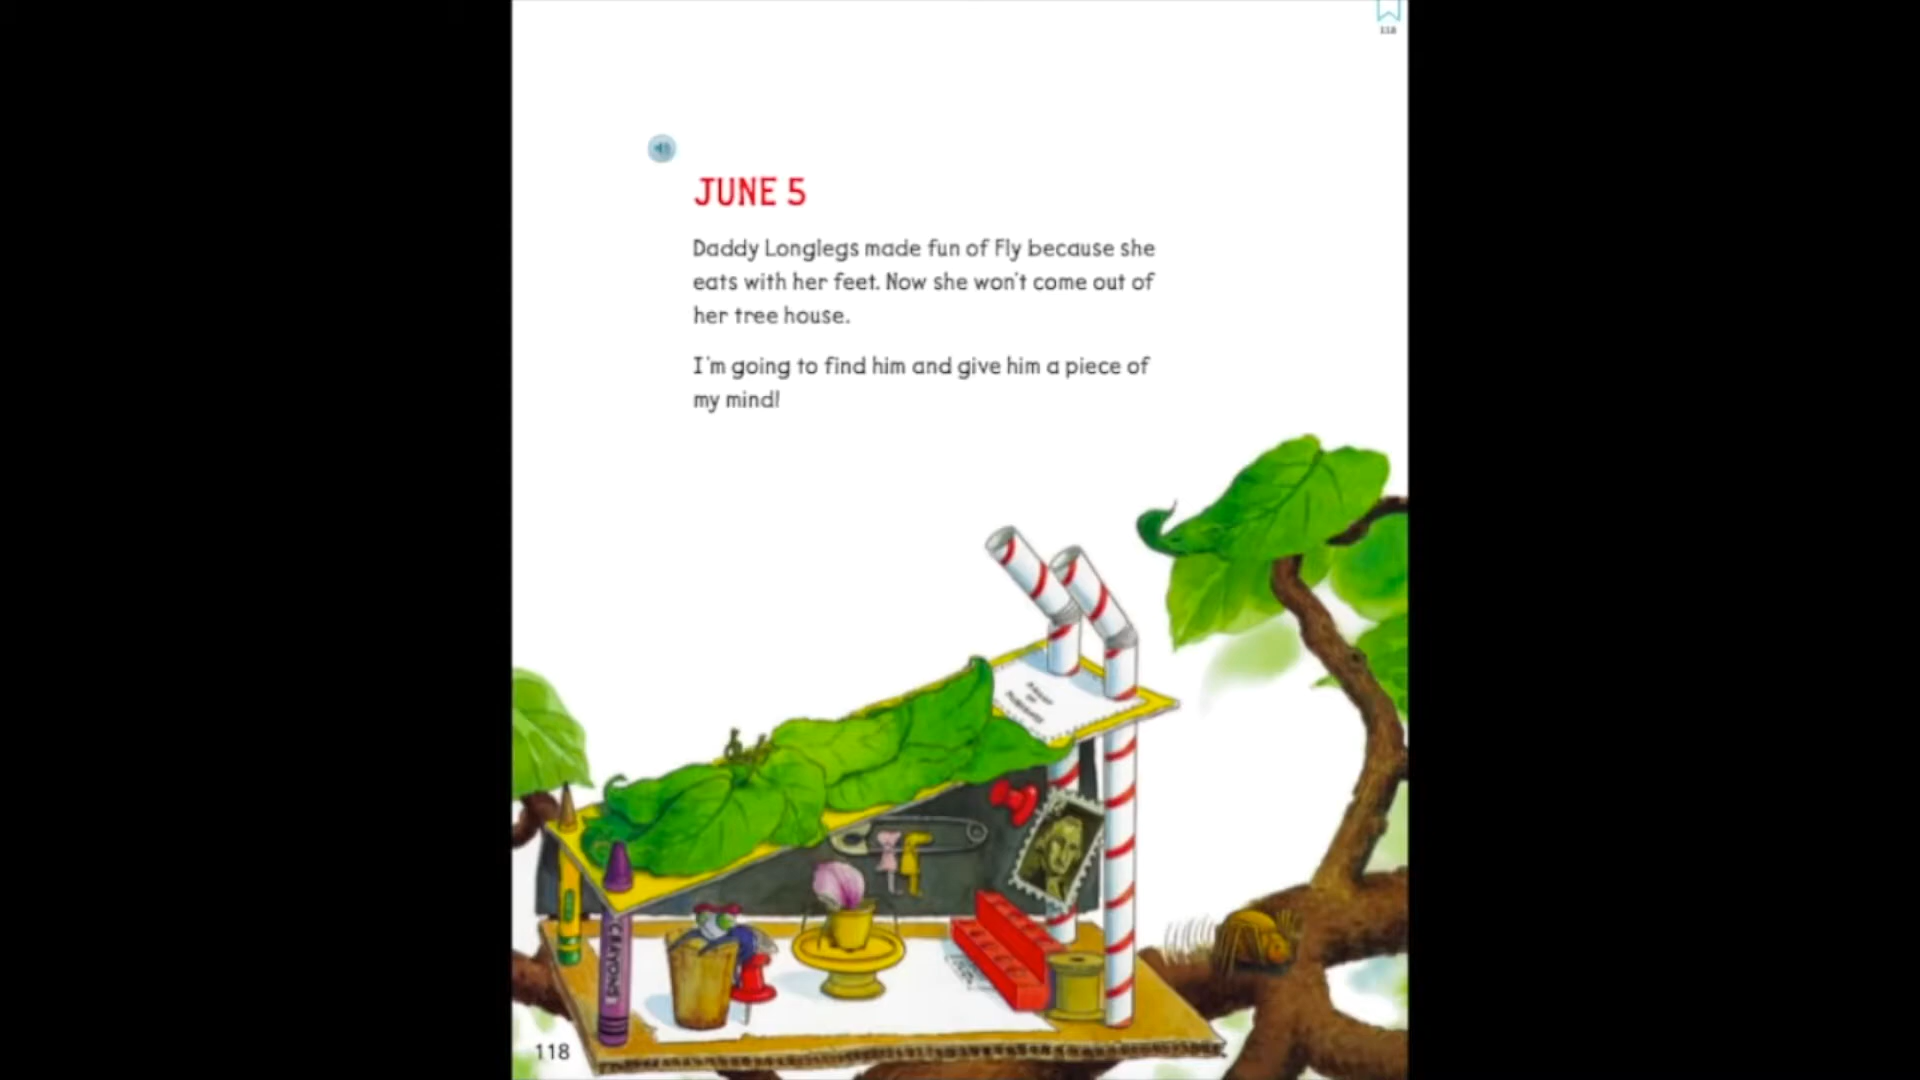 118
JUNE 5
Daddy Longlegs made fun of Fly because she
eats with her feet. Now she won't come out of
her tree house.
I'm going to find him and give him a piece of
my mind!
CRAYONS
118